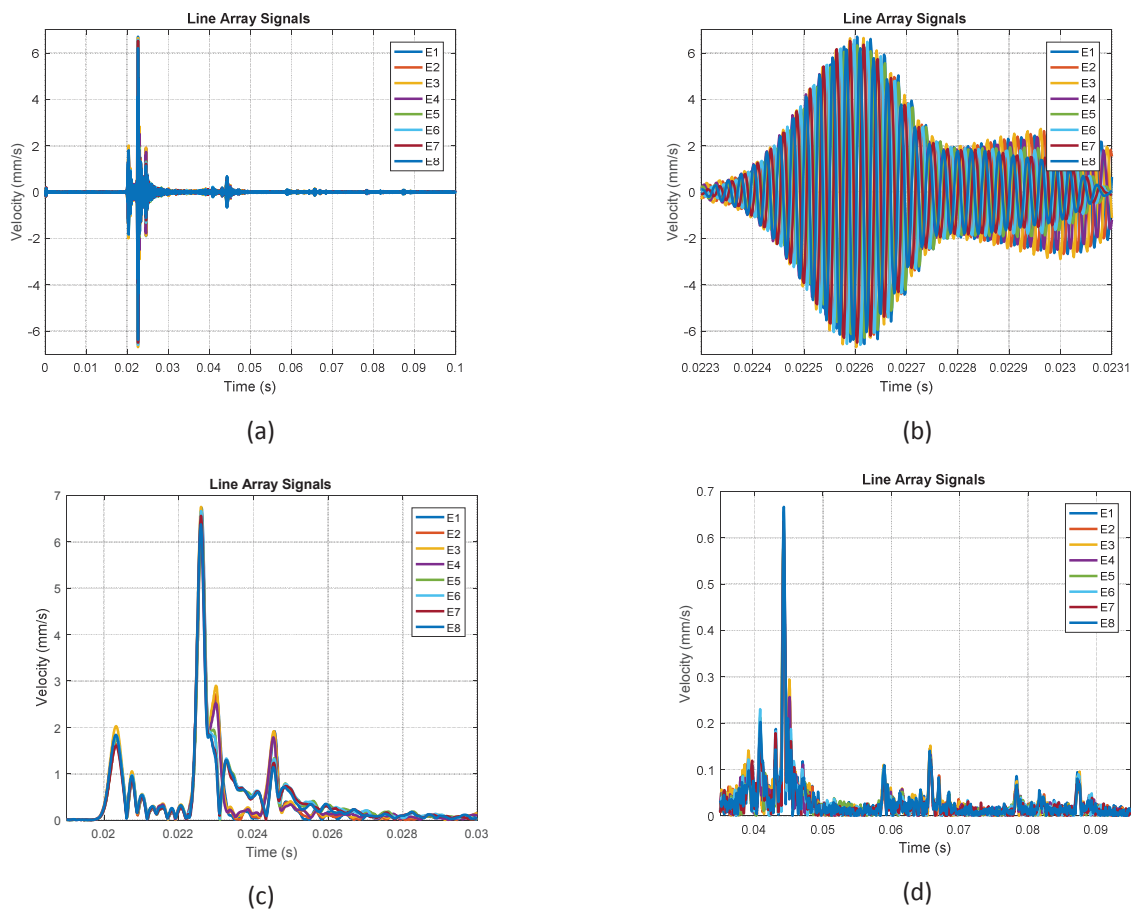 Line Array Signals
Velocity (mm/s)
6
4
2
0
-2
-4
-6
E1
E2
E3
E4
E5
E6
E7
E8
0 0.01 0.02 0.03 0.04 0.05 0.06 0.07 0.08 0.09 0.1
Time (s)
(a)
Line Array Signals
Velocity (mm/s)
6
4
2
0
-2
-4
-6
E1
E2
E3
E4
E5
E6
E7
E8
0.0223 0.0224 0.0225 0.0226 0.0227 0.0228 0.0229 0.023 0.0231
Time (s)
(b)
Line Array Signals
Velocity (mm/s)
7
6
5
4
3
2
1
0
E1
E2
E3
E4
E5
E6
E7
E8
0.02 0.022 0.024 0.026 0.028 0.03
Time (s)
(c)
Line Array Signals
Velocity (mm/s)
0.7
0.6
0.5
0.4
0.3
0.2
0.1
0
E1
E2
E3
E4
E5
E6
E7
E8
0.04 0.05 0.06 0.07 0.08 0.09
Time (s)
(d)